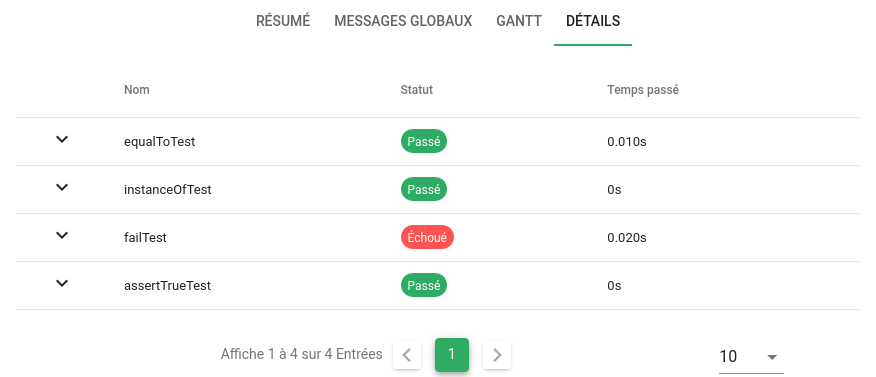 RÉSUMÉ MESSAGES GLOBAUX GANTT DÉTAILS
Nom Statut Temps passé
equalToTest Passé 0.010s
instanceOfTest Passé 0s
failTest Échoué 0.020s
assertTrueTest Passé 0s
Affiche 1 à 4 sur 4 Entrées 1 10